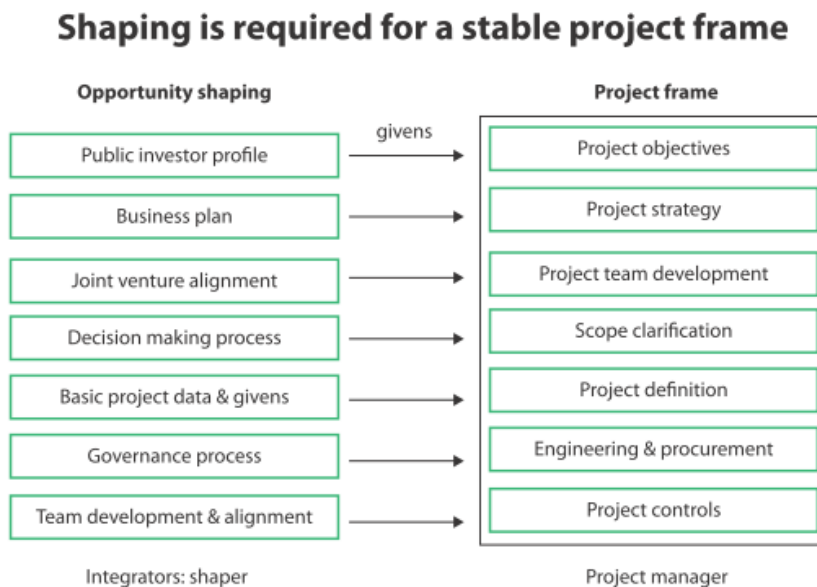 Shaping is required for a stable project frame
Opportunity shaping
Project frame
Public investor profile
givens
Project objectives
Business plan
Project strategy
Joint venture alignment
Project team development
Decision making process
Scope clarification
Basic project data & givens
Project definition
Governance process
Engineering & procurement
Team development & alignment
Project controls
Integrators: shaper
Project manager